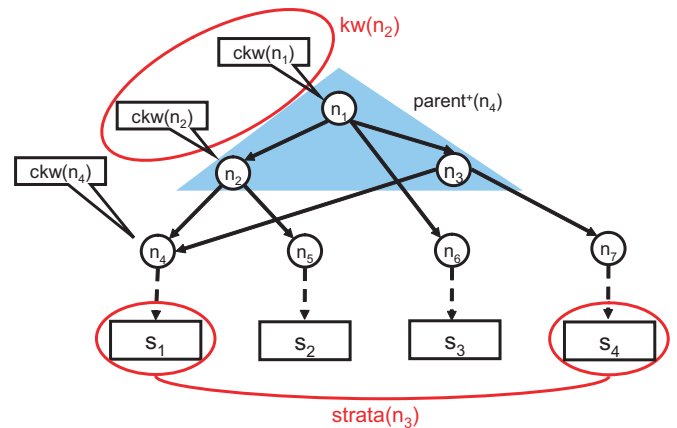 kw(n₂)
ckw(n₁)
parent⁺(n₄)
n₁
ckw(n₂)
ckw(n₄)
n₂
n₃
n₄
n₅
n₆
n₇
s₁
s₂
s₃
s₄
strata(n₃)